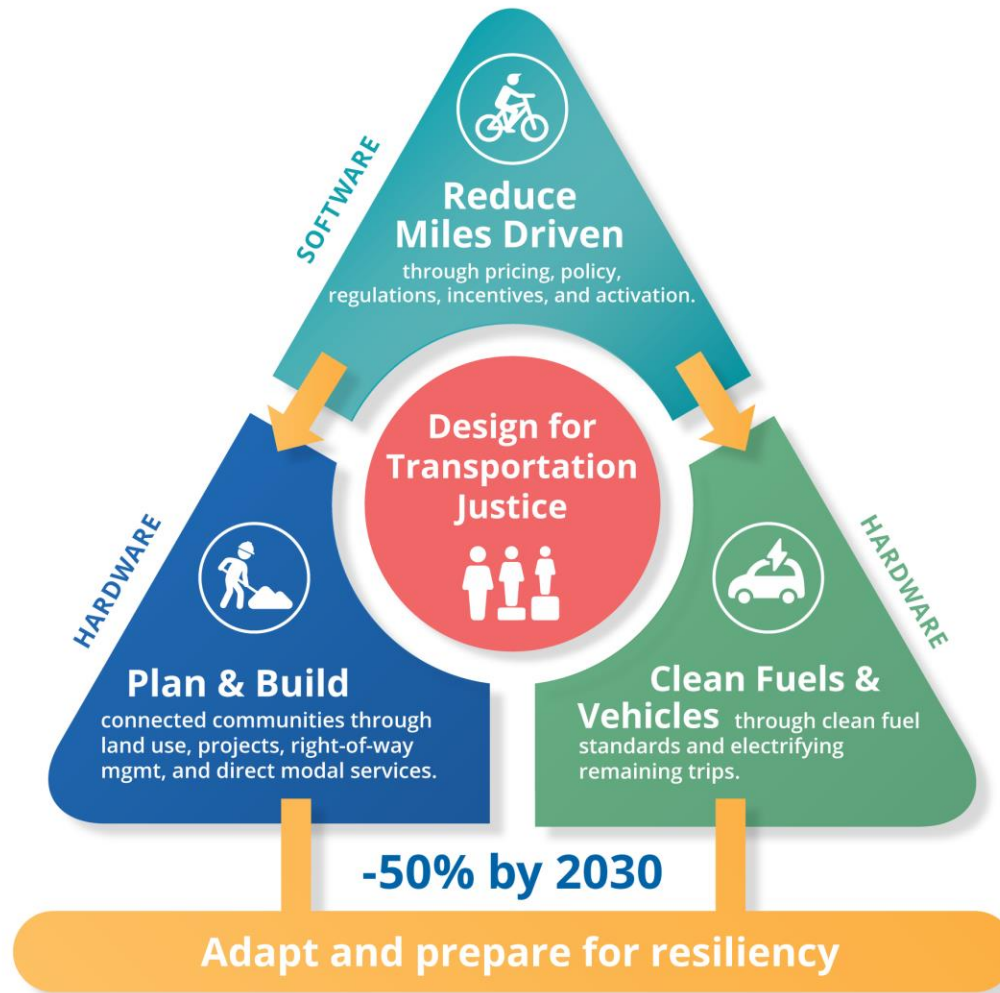 SOFTWARE
Reduce
Miles Driven
through pricing, policy,
regulations, incentives, and activation.
Design for
Transportation
Justice
HARDWARE
Plan & Build
connected communities through
land use, projects, right-of-way
mgmt, and direct modal services.
HARDWARE
Clean Fuels &
Vehicles through clean fuel
standards and electrifying
remaining trips.
-50% by 2030
Adapt and prepare for resiliency